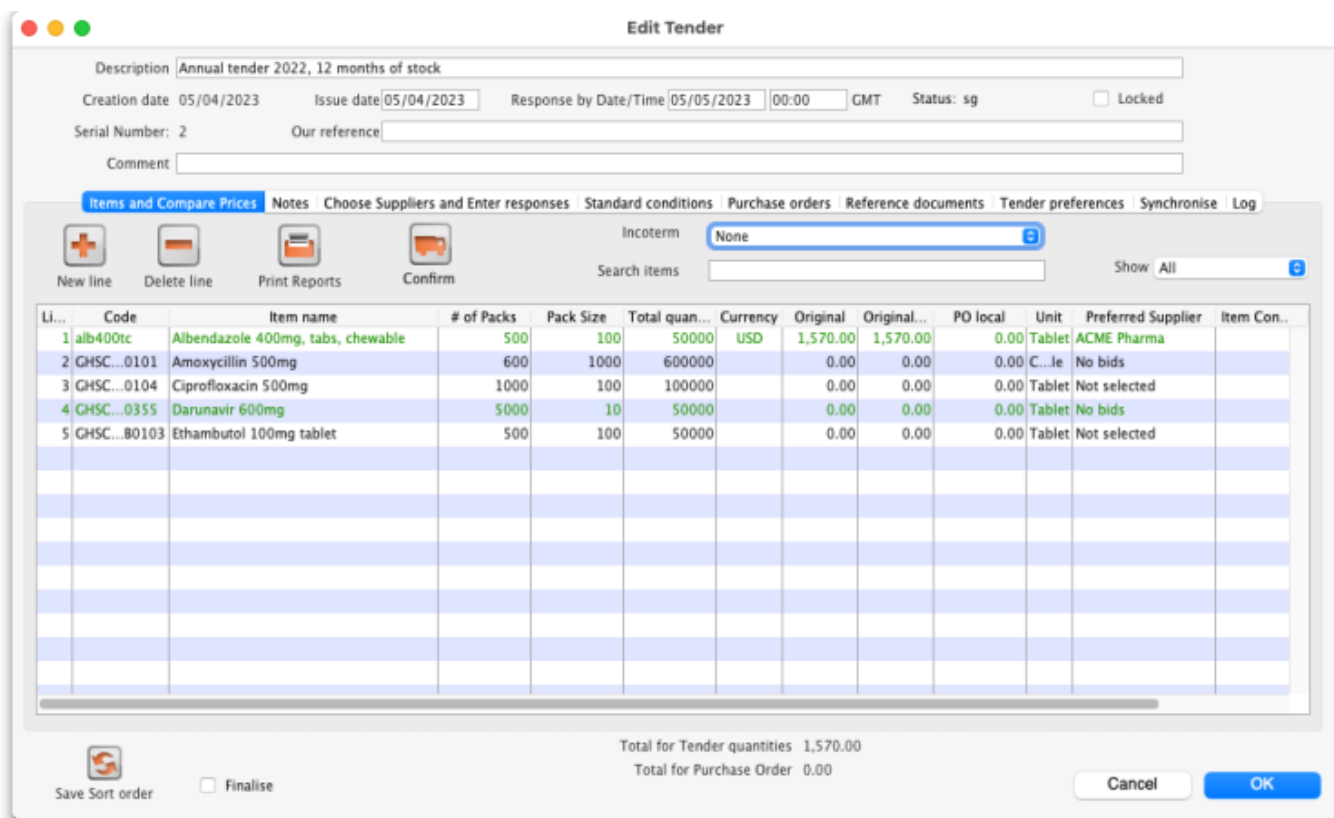 Edit Tender
Description Annual tender 2022, 12 months of stock
Creation date 05/04/2023 Issue date 05/04/2023 Response by Date/Time 05/05/2023 00:00 GMT Status: sg Locked
Serial Number: 2 Our reference
Comment
Items and Compare Prices Notes Choose Suppliers and Enter responses Standard conditions Purchase orders Reference documents Tender preferences Synchronise Log
Incoterm None
New line Delete line Print Reports Confirm Search items Show All
Li... Code Item name # of Packs Pack Size Total quan... Currency Original Original... PO local Unit Preferred Supplier Item Con...
1 alb400tc Albendazole 400mg, tabs, chewable 500 100 50000 USD 1,570.00 1,570.00 0.00 Tablet ACME Pharma
2 GHSC...0101 Amoxycillin 500mg 600 1000 600000 0.00 0.00 0.00 C...le No bids
3 GHSC...0104 Ciprofloxacin 500mg 1000 100 100000 0.00 0.00 0.00 Tablet Not selected
4 GHSC...0355 Darunavir 600mg 5000 10 50000 0.00 0.00 0.00 Tablet No bids
5 GHSC...B0103 Ethambutol 100mg tablet 500 100 50000 0.00 0.00 0.00 Tablet Not selected
Total for Tender quantities 1,570.00
Total for Purchase Order 0.00
Save Sort order Finalise Cancel OK